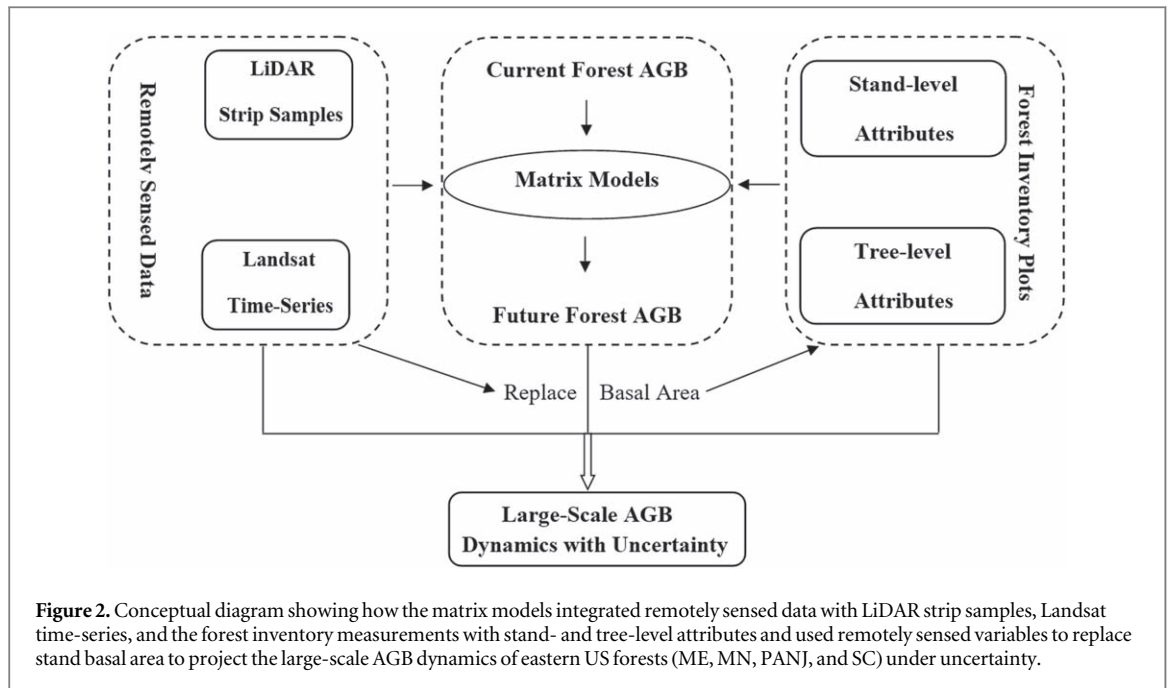 Remotely Sensed Data
LiDAR
Strip Samples
Landsat
Time-Series
Current Forest AGB
Matrix Models
Future Forest AGB
Stand-level
Attributes
Tree-level
Attributes
Forest Inventory Plots
Replace
Basal Area
Large-Scale AGB
Dynamics with Uncertainty
Figure 2. Conceptual diagram showing how the matrix models integrated remotely sensed data with LiDAR strip samples, Landsat
time-series, and the forest inventory measurements with stand- and tree-level attributes and used remotely sensed variables to replace
stand basal area to project the large-scale AGB dynamics of eastern US forests (ME, MN, PANJ, and SC) under uncertainty.